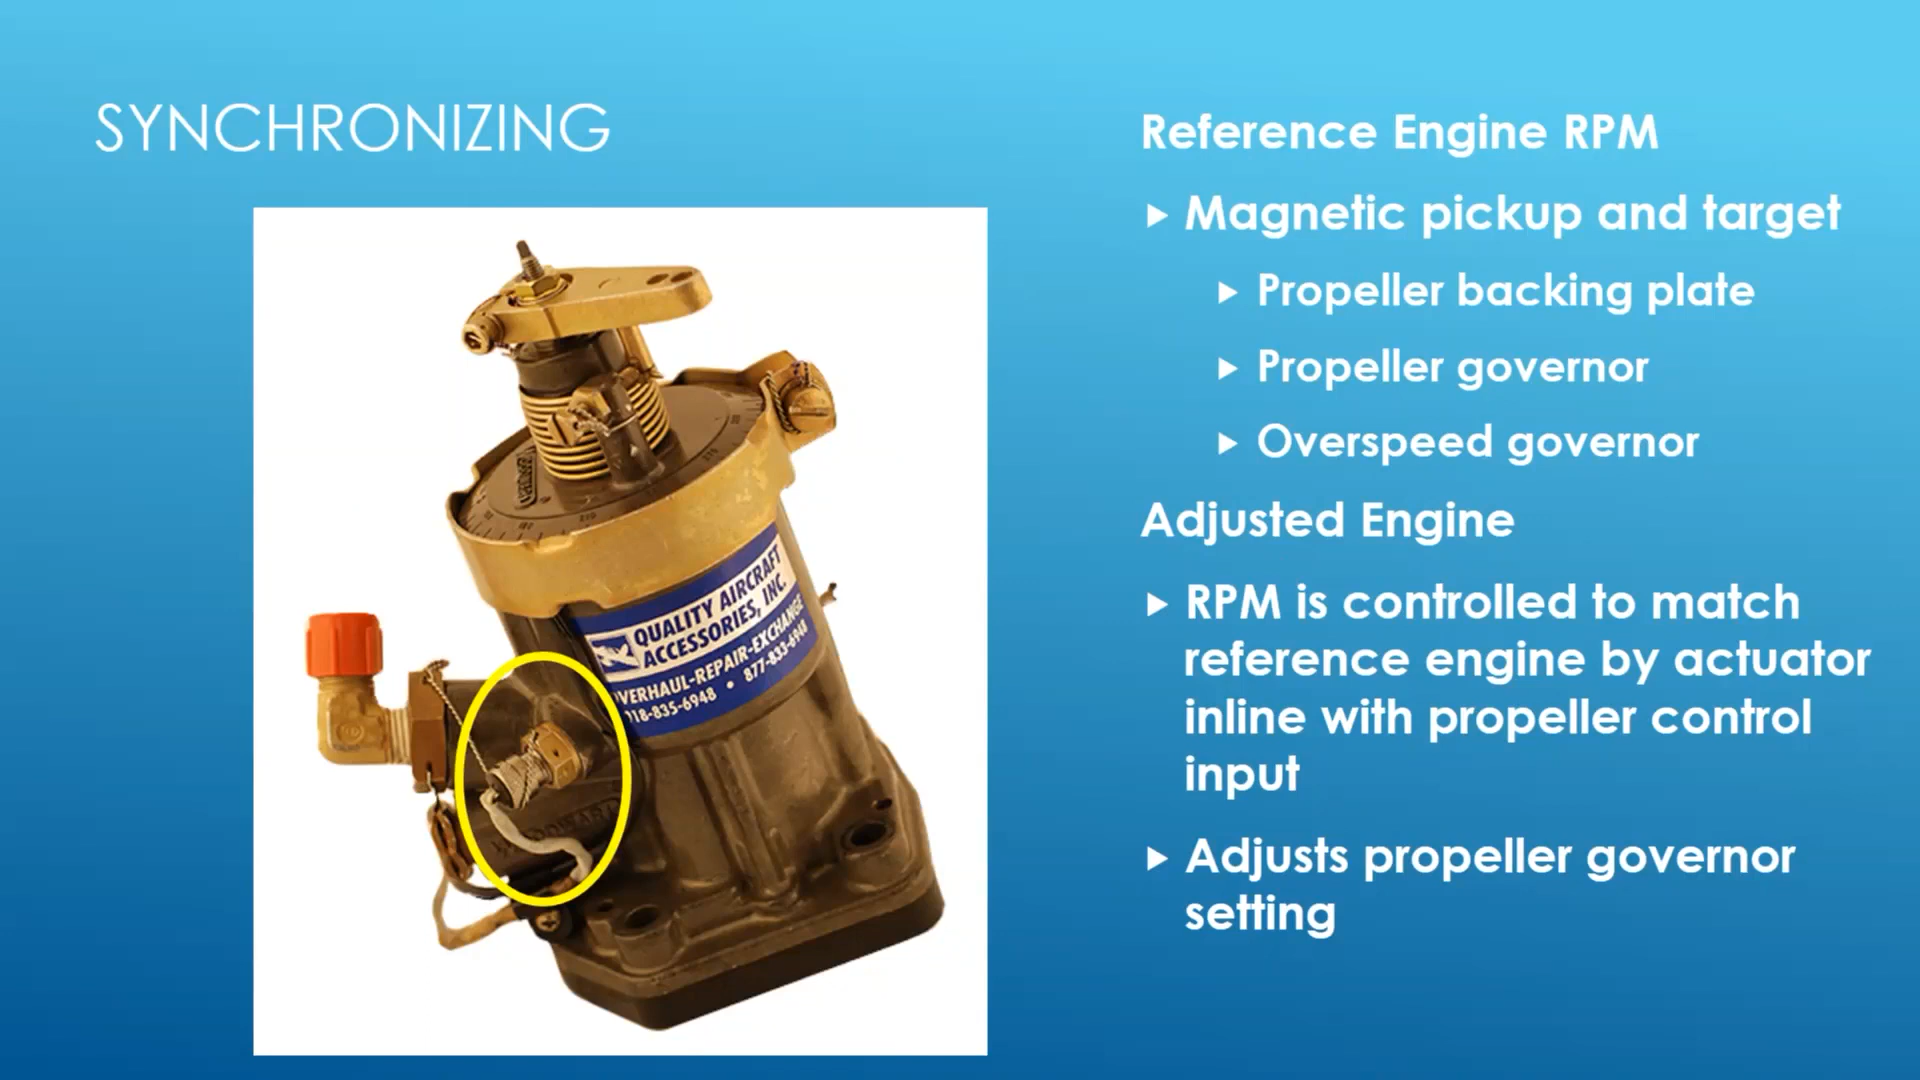 SYNCHRONIZING
QUALITY AIRCRAFT
ACCESSORIES, INC.
OVERHAUL-REPAIR-EXCHANGE
918-835-6948 • 877-833-6948
Reference Engine RPM
Magnetic pickup and target
Propeller backing plate
Propeller governor
Overspeed governor
Adjusted Engine
RPM is controlled to match
reference engine by actuator
inline with propeller control
input
Adjusts propeller governor
setting